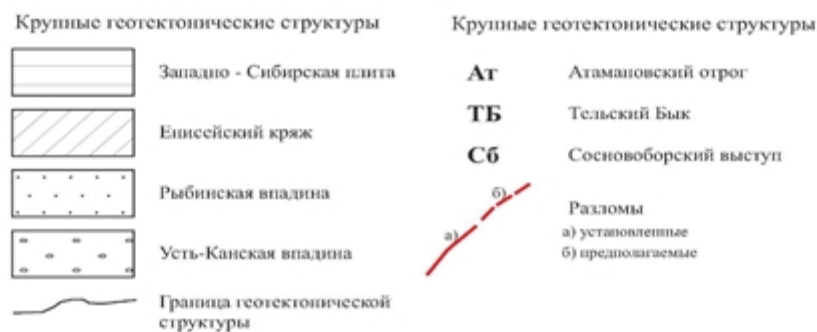 Крупные геотектонические структуры
Западно - Сибирская плита
Енисейский кряж
Рыбинская впадина
Усть-Канская впадина
Граница геотектонической
структуры
Крупные геотектонические структуры
Ат Атамановский отрог
ТБ Тельский Бык
Сб Сосновоборский выступ
а) б)
Разломы
а) установленные
б) предполагаемые